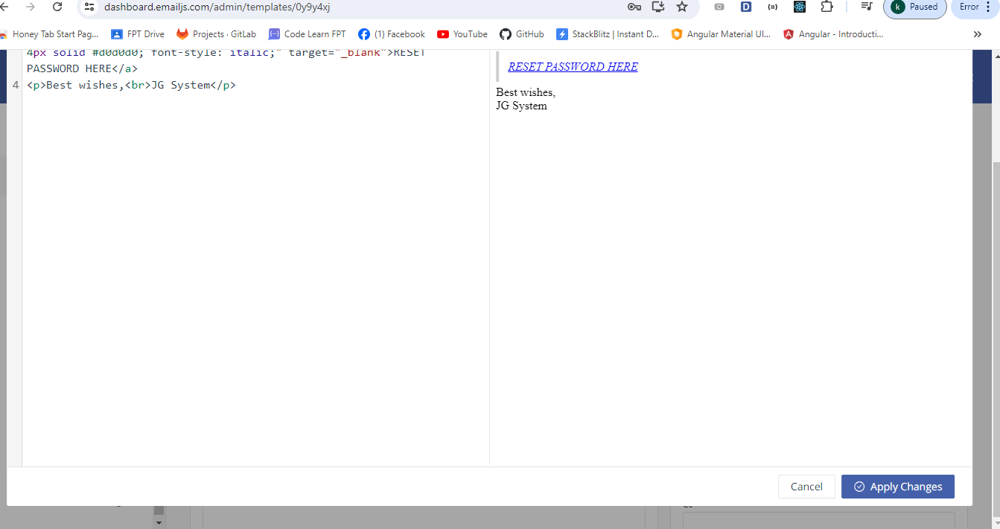 dashboard.emailjs.com/admin/templates/0y9y4xj
k Paused
Error
Honey Tab Start Pag...
FPT Drive
Projects · GitLab
Code Learn FPT
(1) Facebook
YouTube
GitHub
StackBlitz | Instant D...
Angular Material UI...
Angular - Introducti...
4px solid #d0d0d0; font-style: italic;" target="_blank">RESET
PASSWORD HERE</a>
4 <p>Best wishes,<br>JG System</p>
RESET PASSWORD HERE
Best wishes,
JG System
Cancel
Apply Changes